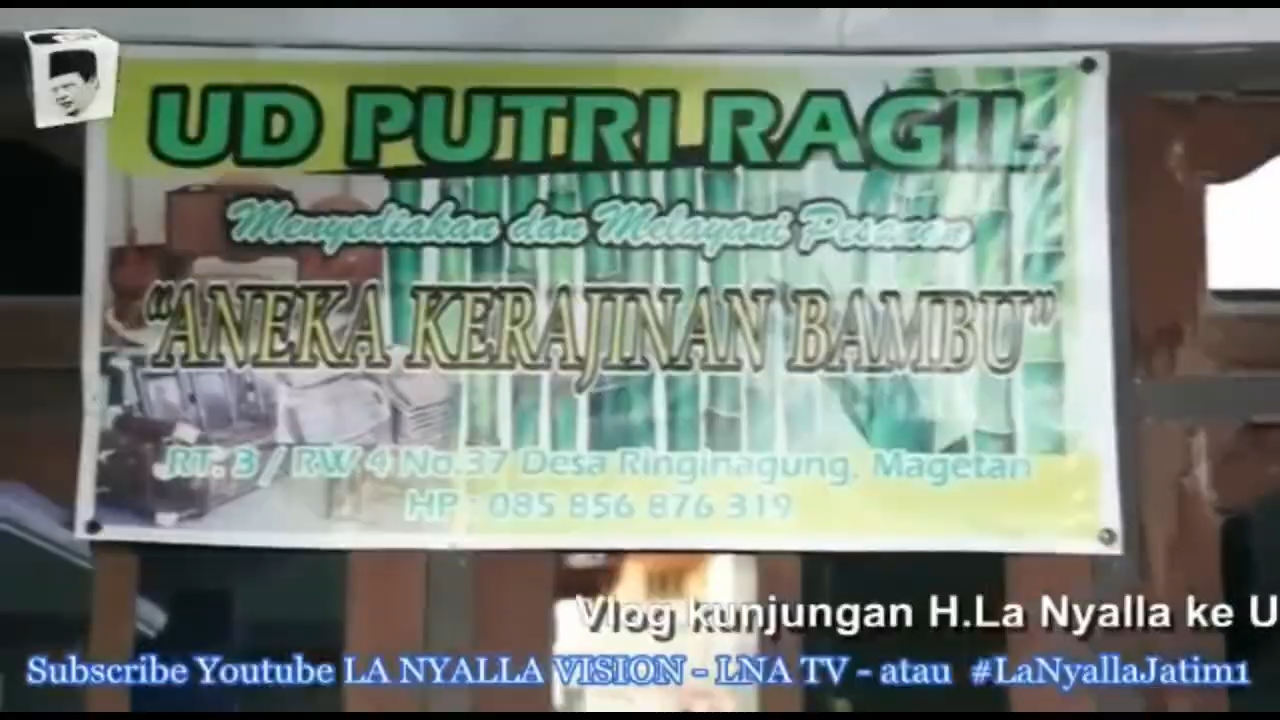 UD PUTRI RAGIL
Menyediakan dan Melayani Pesanan
"ANEKA KERAJINAN BAMBU"
RT. 3 / RW 4 No.37 Desa Ringinagung, Magetan
HP : 085 856 876 319
Vlog kunjungan H.La Nyalla ke U
Subscribe Youtube LA NYALLA VISION - LNA TV - atau #LaNyallaJatim1